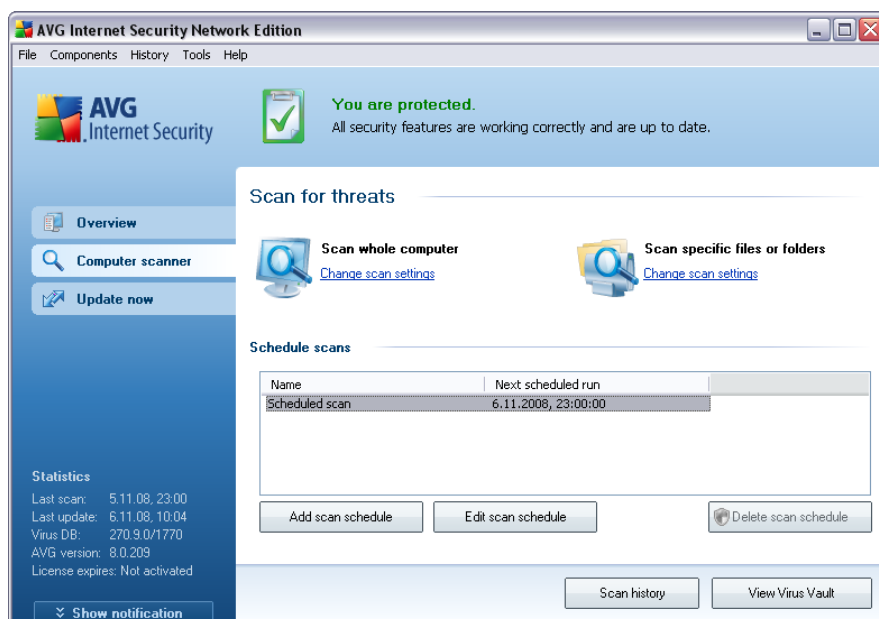 AVG Internet Security Network Edition
File Components History Tools Help
AVG
Internet Security
You are protected.
All security features are working correctly and are up to date.
Overview
Computer scanner
Update now
Scan for threats
Scan whole computer
Change scan settings
Scan specific files or folders
Change scan settings
Schedule scans
Name Next scheduled run
Scheduled scan 6.11.2008, 23:00:00
Add scan schedule Edit scan schedule Delete scan schedule
Statistics
Last scan: 5.11.08, 23:00
Last update: 6.11.08, 10:04
Virus DB: 270.9.0/1770
AVG version: 8.0.209
License expires: Not activated
Show notification
Scan history View Virus Vault